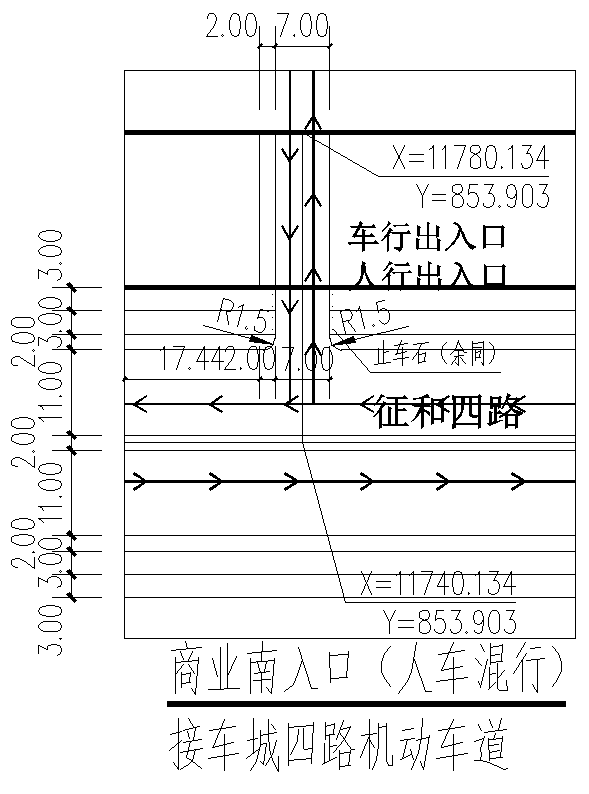 2.00 7.00
X=11780.134
Y=853.903
车行出入口
人行出入口
3.00
3.00
2.00
3.00
R1.5
R1.5
17.44
2.00
7.00
止车石（余同）
11.00
征和四路
2.00
11.00
2.00
3.00
3.00
3.00
X=11740.134
Y=853.903
商业南入口（人车混行）
接车城四路机动车道